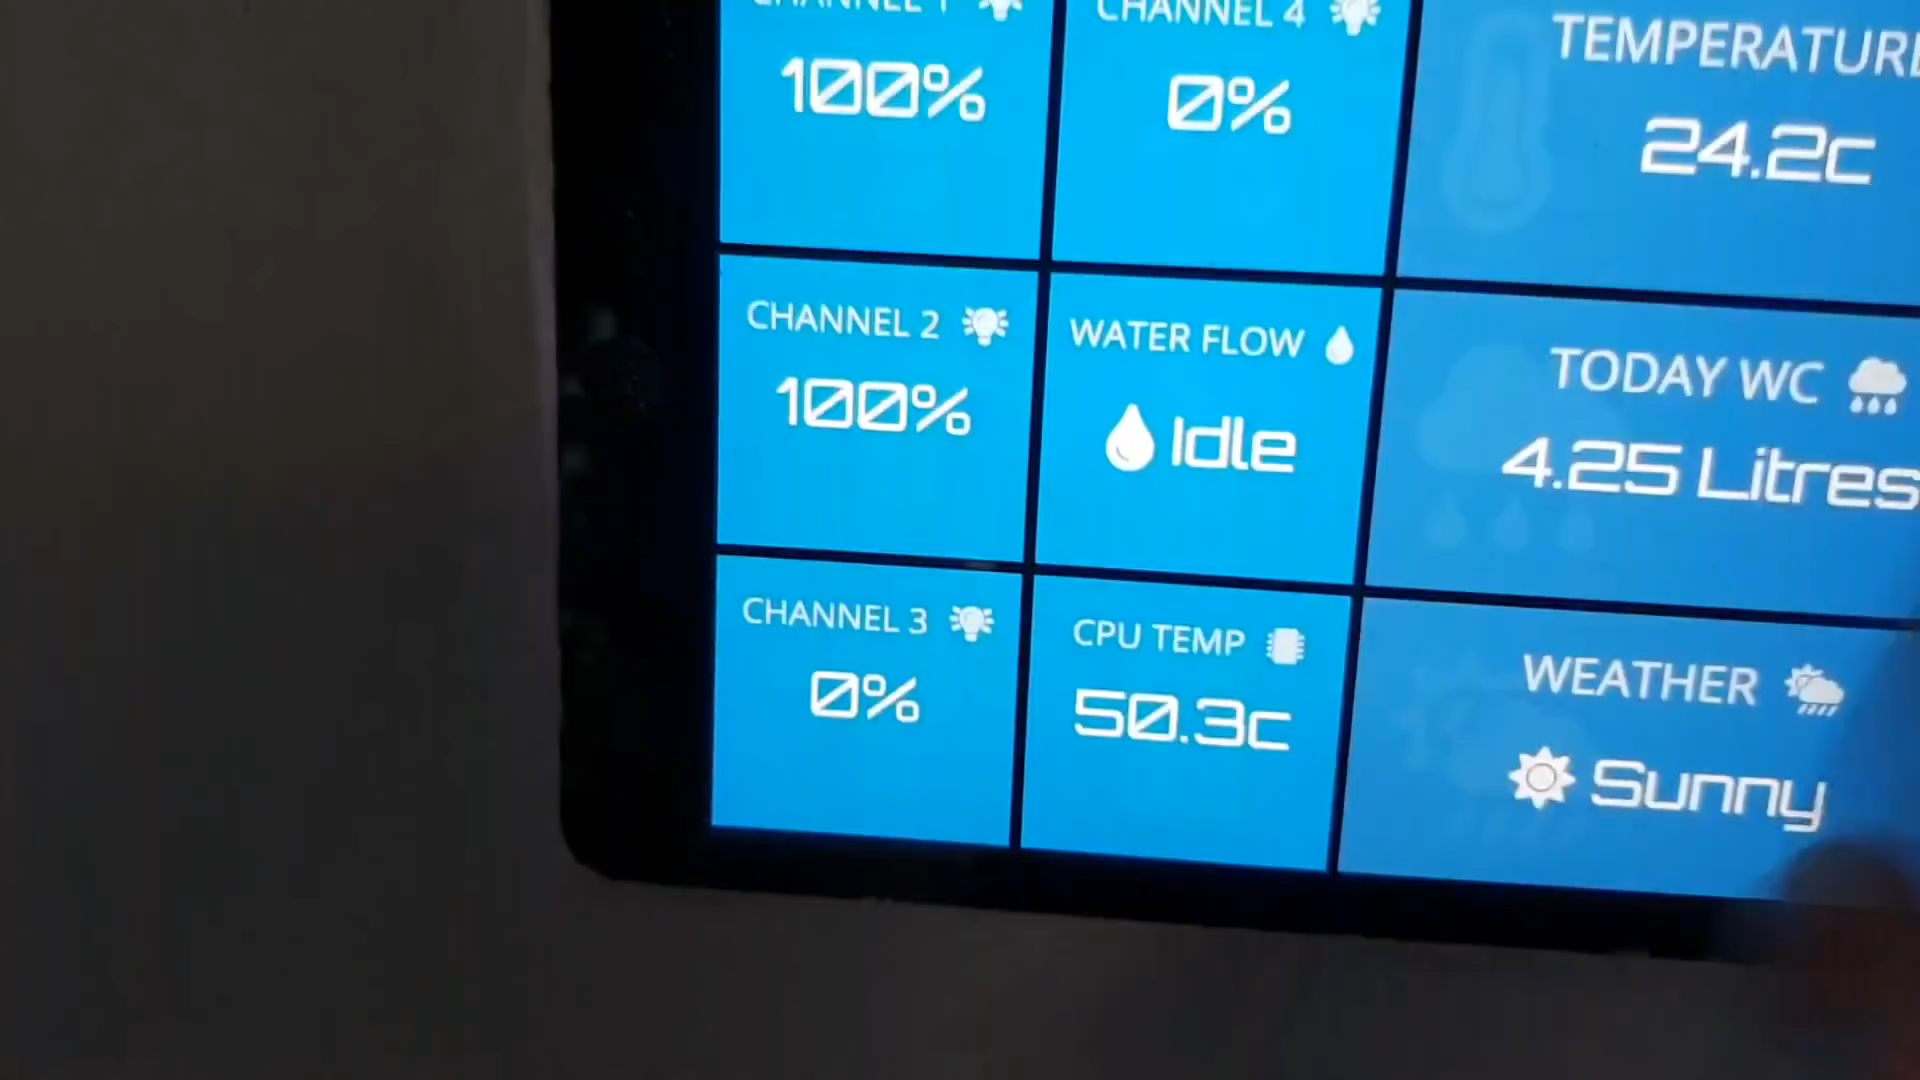 CHANNEL 1
100%
CHANNEL 4
0%
TEMPERATURE
24.2c
CHANNEL 2
100%
WATER FLOW
Idle
TODAY WC
4.25 Litres
CHANNEL 3
0%
CPU TEMP
50.3c
WEATHER
Sunny